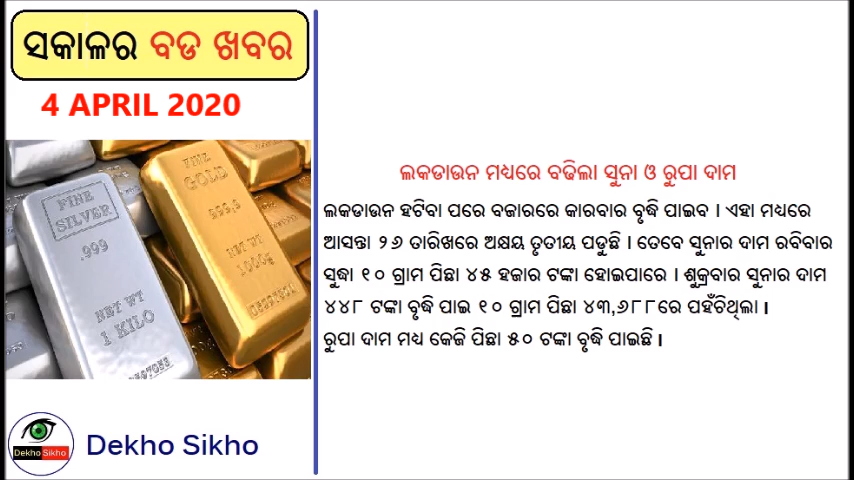 ସକାଳର ବଡ ଖବର
4 APRIL 2020
FINE
SILVER
.999
NET WT
1 KILO
FINE
GOLD
999,9
NET WT
1000g
Dekho Sikho
Dekho Sikho
ଲକଡାଉନ ମଧ୍ୟରେ ବଢିଲା ସୁନା ଓ ରୁପା ଦାମ
ଲକଡାଉନ ହଟିବା ପରେ ବଜାରରେ କାରବାର ବୃଦ୍ଧି ପାଇବ । ଏହା ମଧ୍ୟରେ
ଆସନ୍ତା ୨୬ ତାରିଖରେ ଅକ୍ଷୟ ତୃତୀୟ ପଡୁଛି । ତେବେ ସୁନାର ଦାମ ରବିବାର
ସୁଦ୍ଧା ୧୦ ଗ୍ରାମ ପିଛା ୪୫ ହଜାର ଟଙ୍କା ହୋଇପାରେ । ଶୁକ୍ରବାର ସୁନାର ଦାମ
୪୪୮ ଟଙ୍କା ବୃଦ୍ଧି ପାଇ ୧୦ ଗ୍ରାମ ପିଛା ୪୩,୬୮୮ରେ ପହଁଚିଥିଲା ।
ରୁପା ଦାମ ମଧ୍ୟ କେଜି ପିଛା ୫୦ ଟଙ୍କା ବୃଦ୍ଧି ପାଇଛି ।